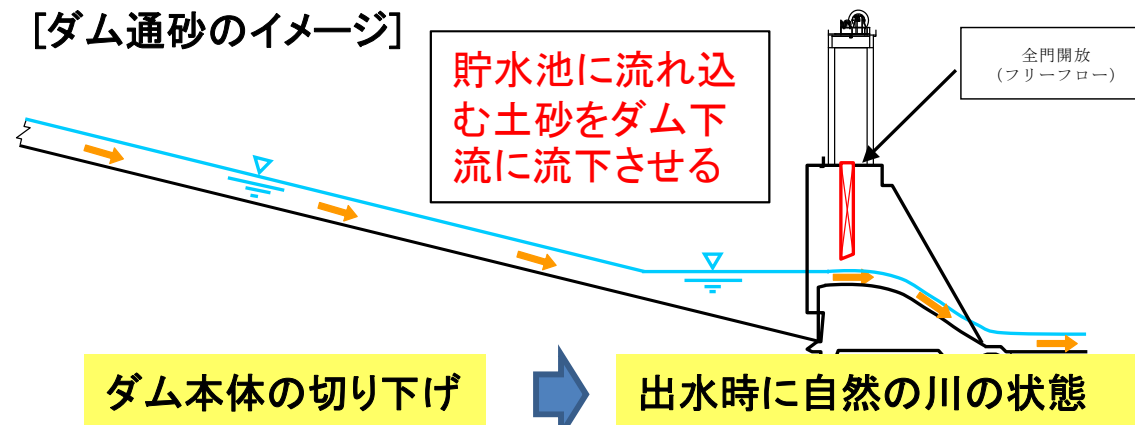 [ダム通砂のイメージ]
貯水池に流れ込
む土砂をダム下
流に流下させる
全門開放
(フリーフロー)
ダム本体の切り下げ
出水時に自然の川の状態